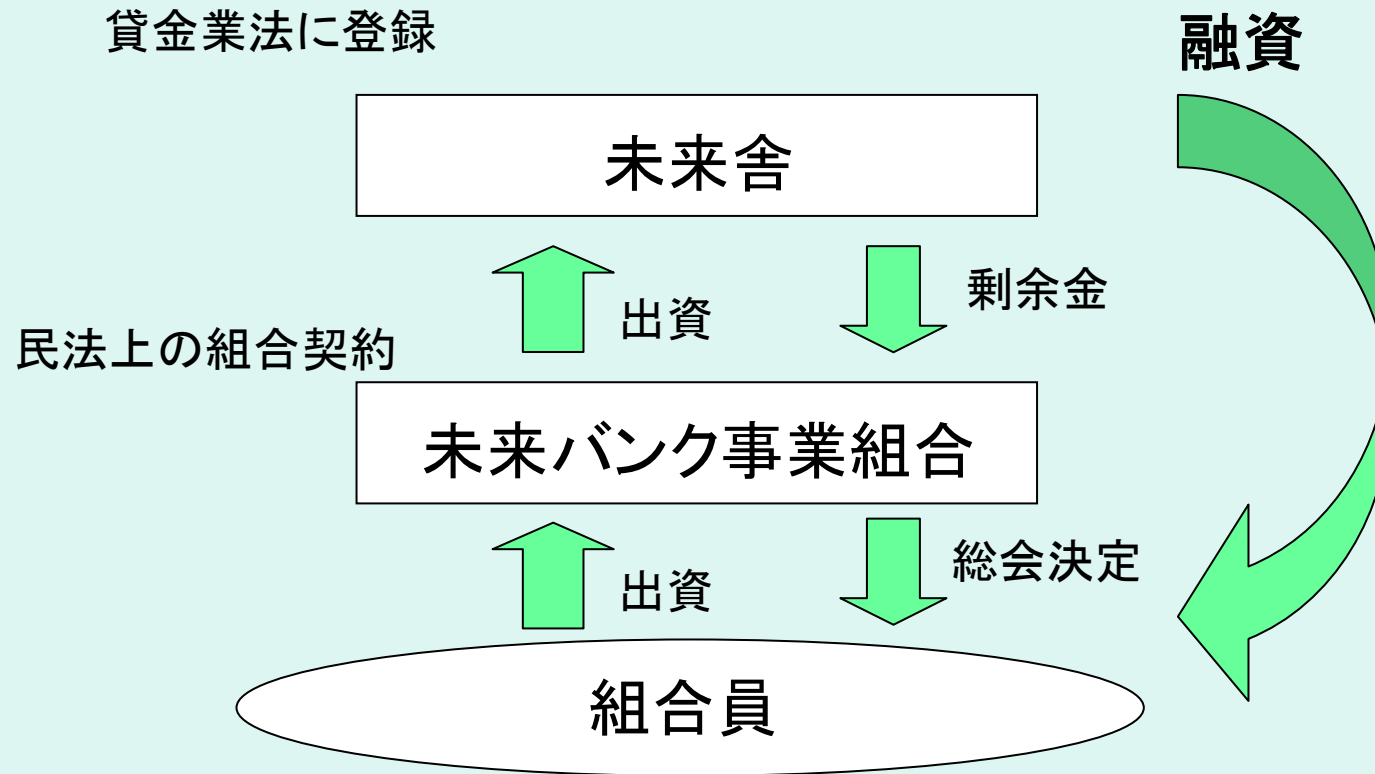 貸金業法に登録
融資
未来舎
出資
剰余金
民法上の組合契約
未来バンク事業組合
出資
総会決定
組合員